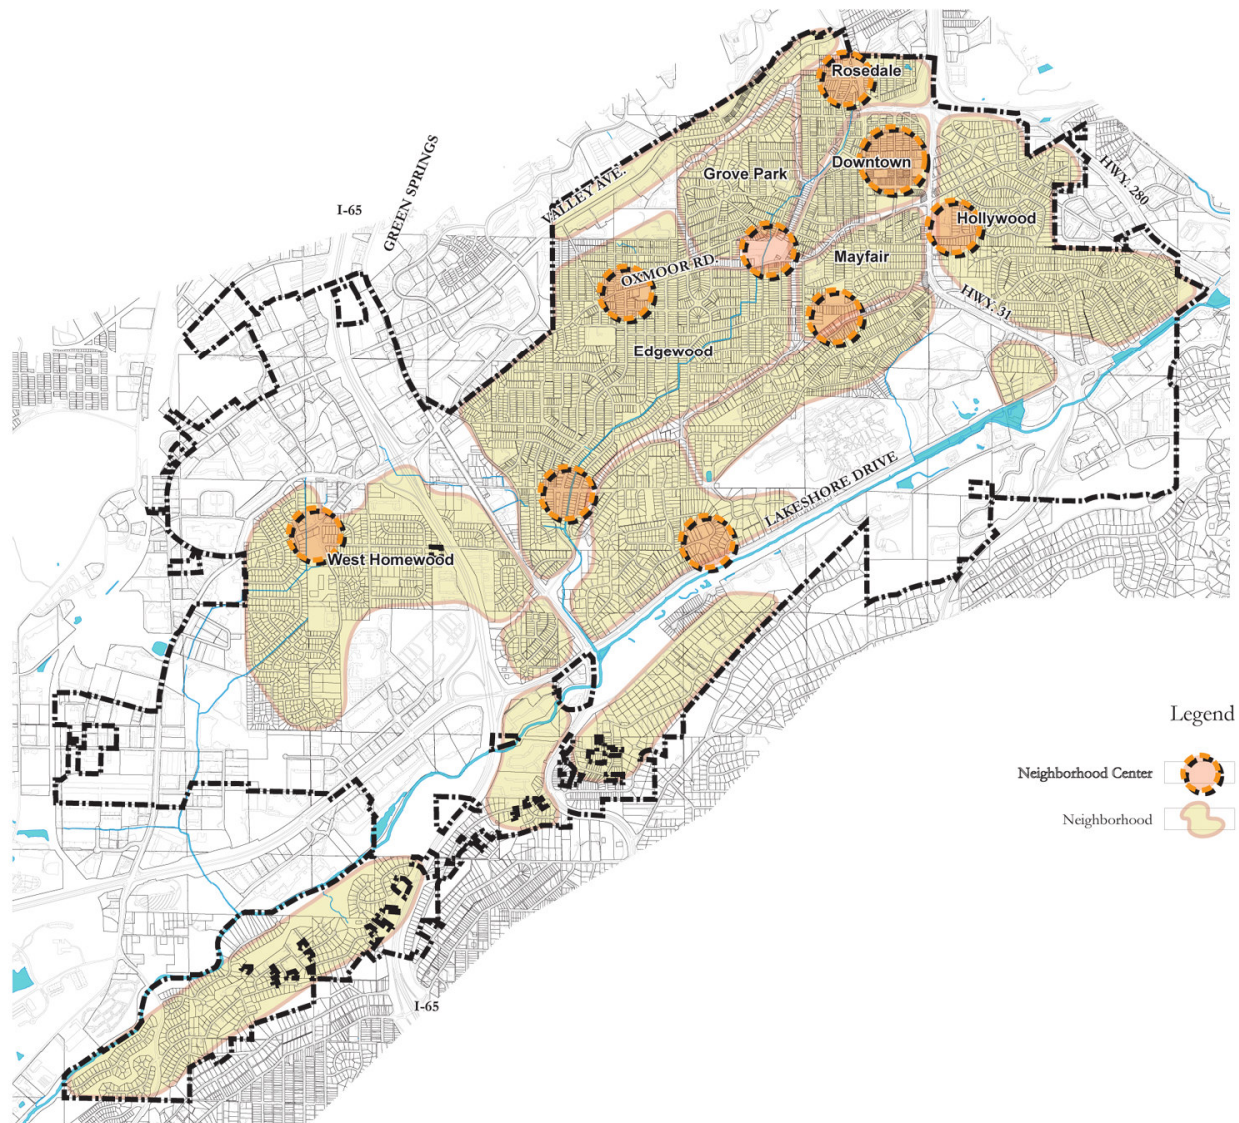 Rosedale
Downtown
Grove Park
HWY. 280
VALLEY AVE.
GREEN SPRINGS
I-65
Hollywood
Mayfair
OXMOOR RD.
HWY. 31
Edgewood
LAKESHORE DRIVE
West Homewood
Legend
Neighborhood Center
Neighborhood
I-65